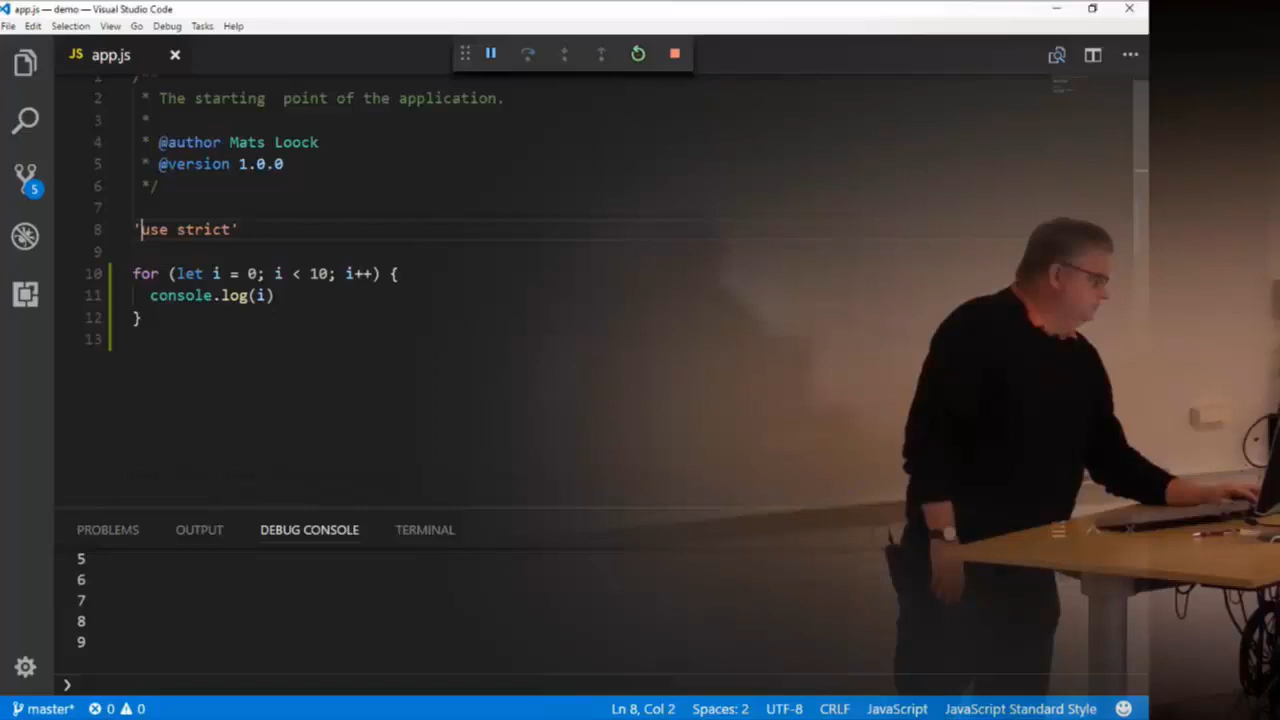 app.js — demo — Visual Studio Code
File Edit Selection View Go Debug Tasks Help
JS app.js
1 /**
2 * The starting  point of the application.
3 *
4 * @author Mats Loock
5 * @version 1.0.0
6 */
7
8 'use strict'
9
10 for (let i = 0; i < 10; i++) {
11 console.log(i)
12 }
13
5
PROBLEMS OUTPUT DEBUG CONSOLE TERMINAL
5
6
7
8
9
master* 0 0 Ln 8, Col 2 Spaces: 2 UTF-8 CRLF JavaScript JavaScript Standard Style